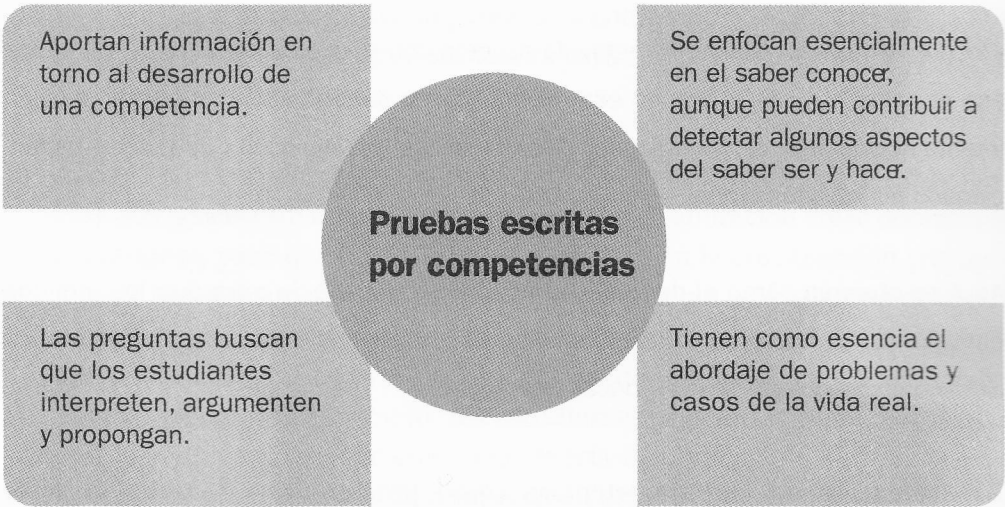 Aportan información en
torno al desarrollo de
una competencia.
Se enfocan esencialmente
en el saber conocer,
aunque pueden contribuir a
detectar algunos aspectos
del saber ser y hacer.
Pruebas escritas
por competencias
Las preguntas buscan
que los estudiantes
interpreten, argumenten
y propongan.
Tienen como esencia el
abordaje de problemas y
casos de la vida real.